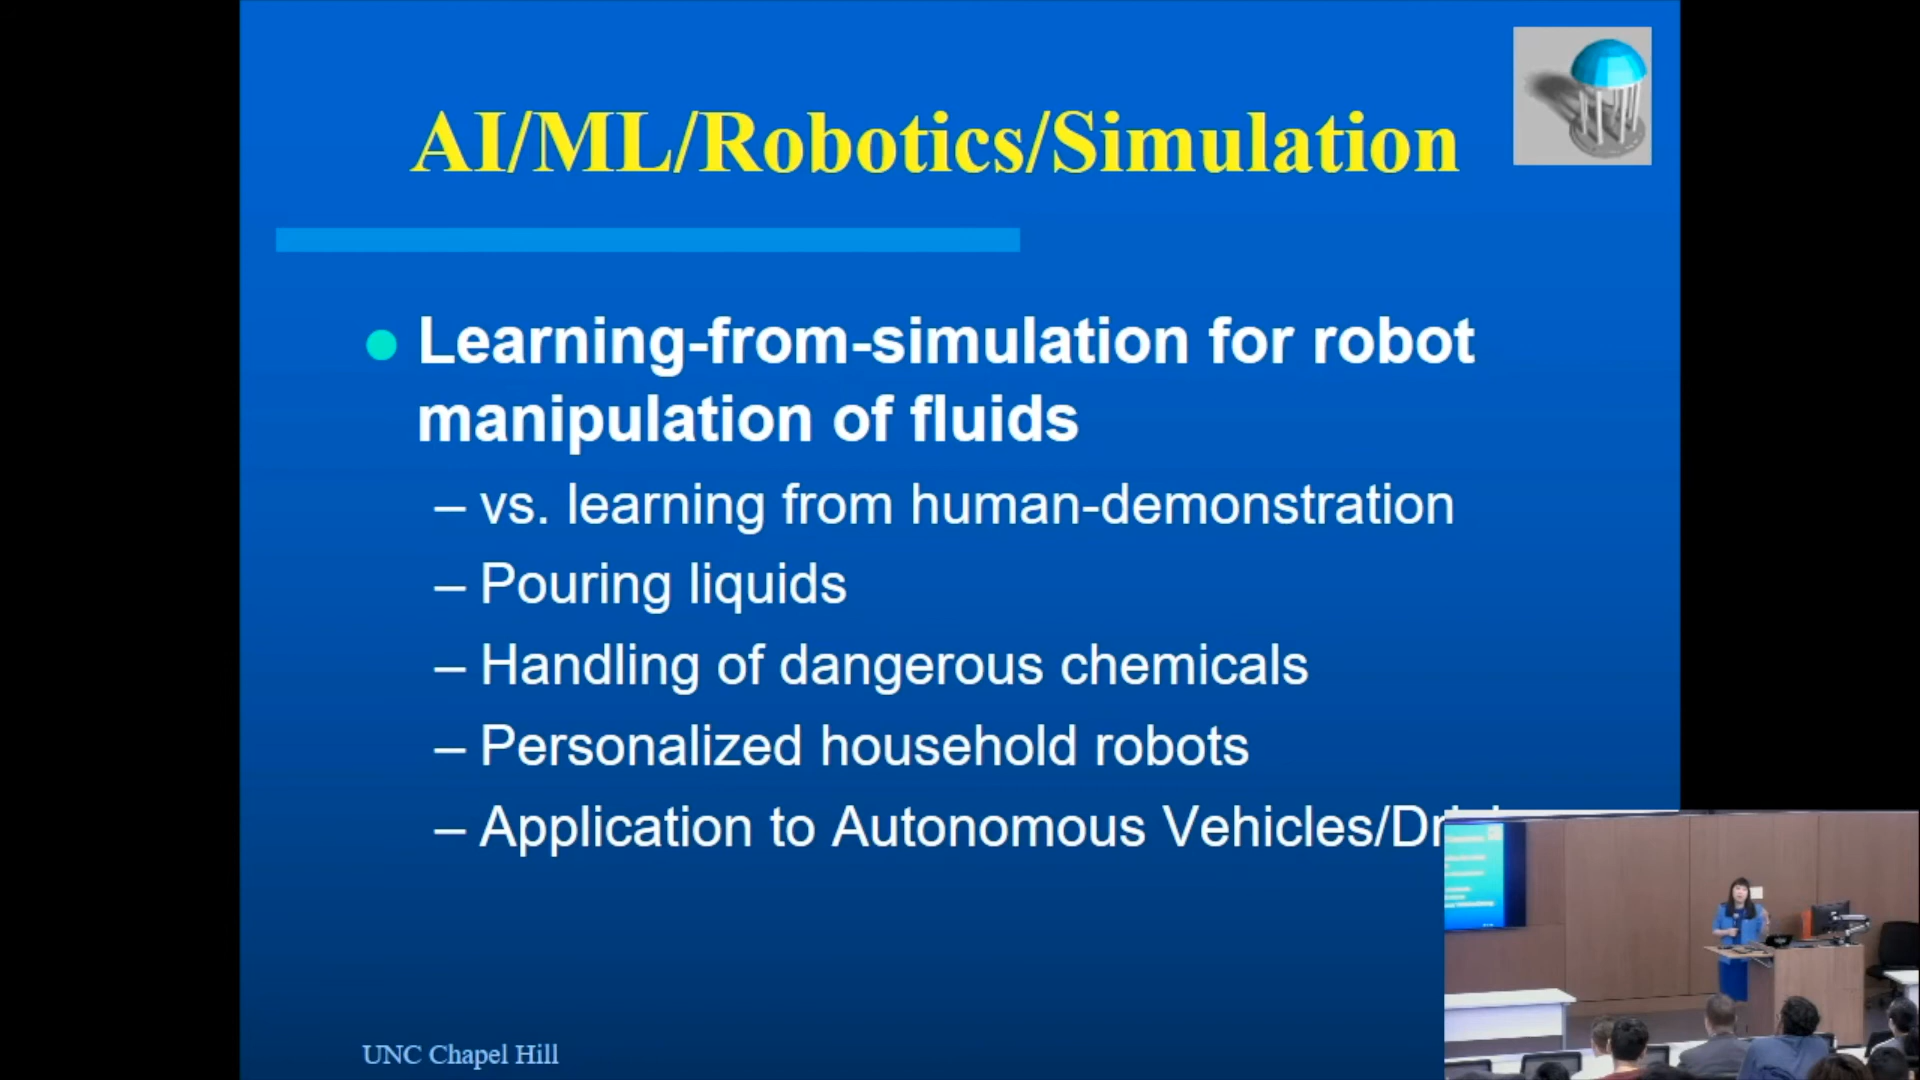 AI/ML/Robotics/Simulation
Learning-from-simulation for robot
manipulation of fluids
– vs. learning from human-demonstration
– Pouring liquids
– Handling of dangerous chemicals
– Personalized household robots
– Application to Autonomous Vehicles/
UNC Chapel Hill